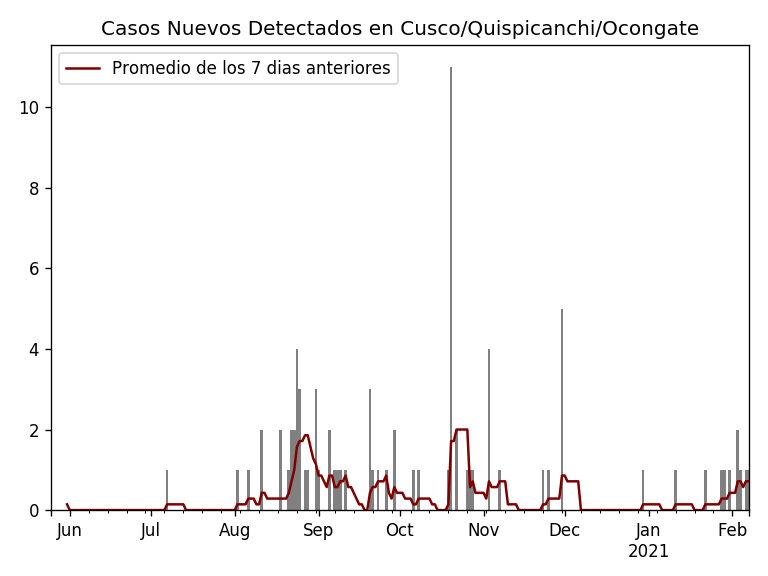 Casos Nuevos Detectados en Cusco/Quispicanchi/Ocongate
Promedio de los 7 dias anteriores
10
8
6
4
2
0
Jun Jul Aug Sep Oct Nov Dec Jan Feb
2021